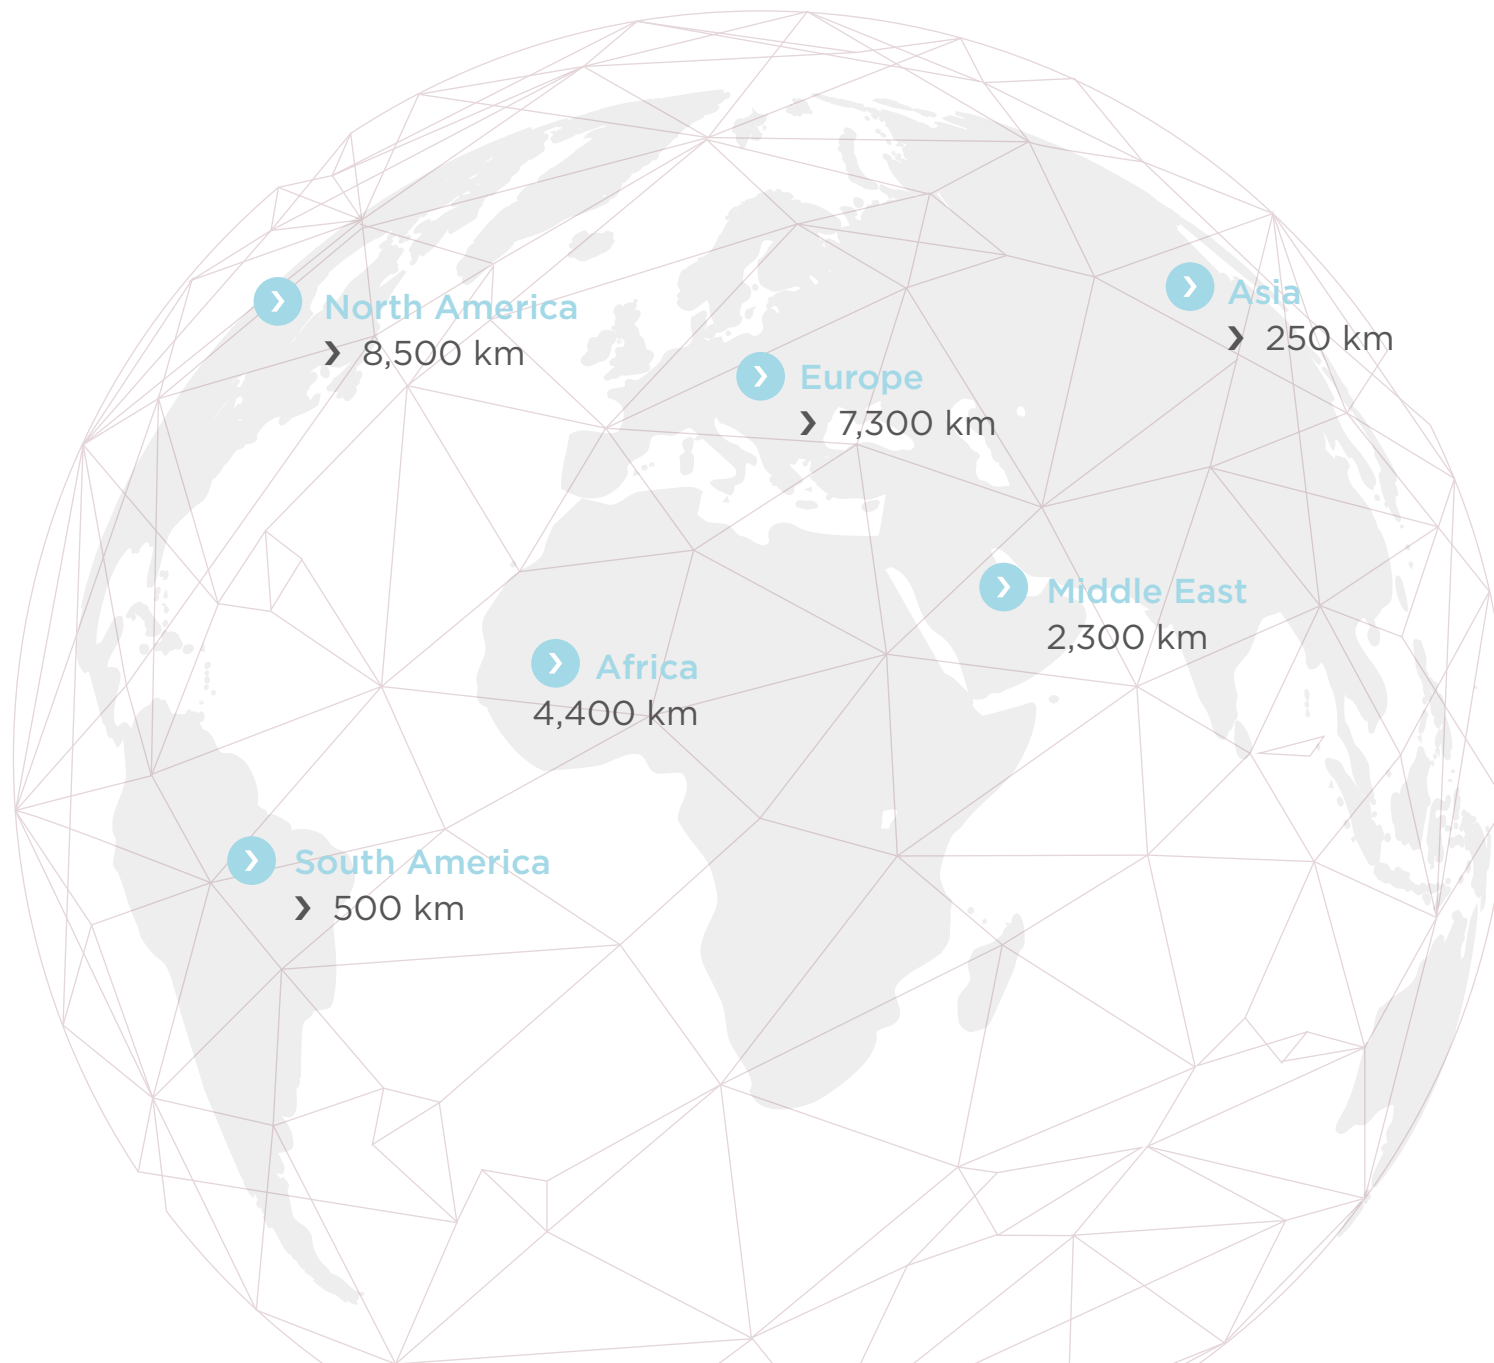 North America
❯ 8,500 km
Asia
❯ 250 km
Europe
❯ 7,300 km
Middle East
2,300 km
Africa
4,400 km
South America
❯ 500 km